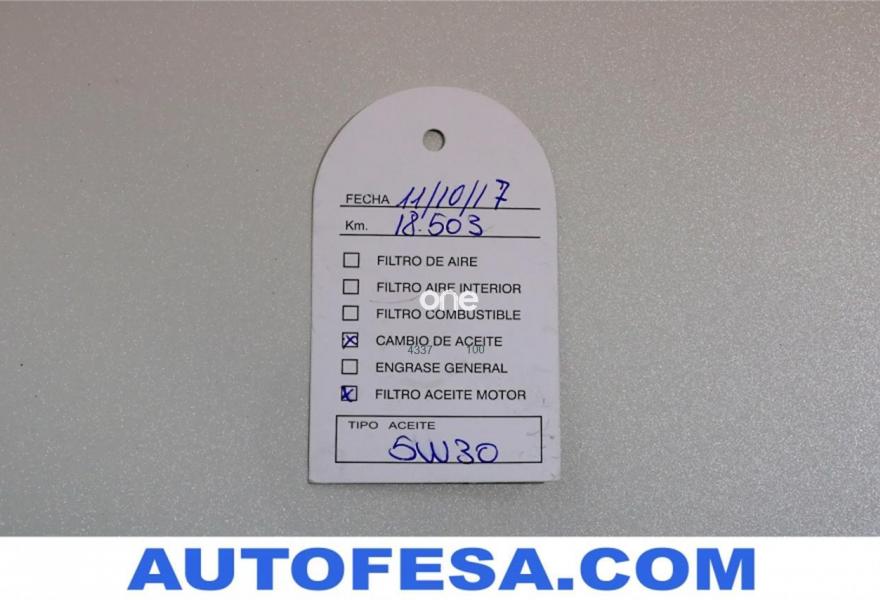 FECHA 11/10/17
Km. 18.503
FILTRO DE AIRE
FILTRO AIRE INTERIOR
one
FILTRO COMBUSTIBLE
CAMBIO DE ACEITE
4337 100
ENGRASE GENERAL
FILTRO ACEITE MOTOR
TIPO ACEITE
5W30
AUTOFESA.COM